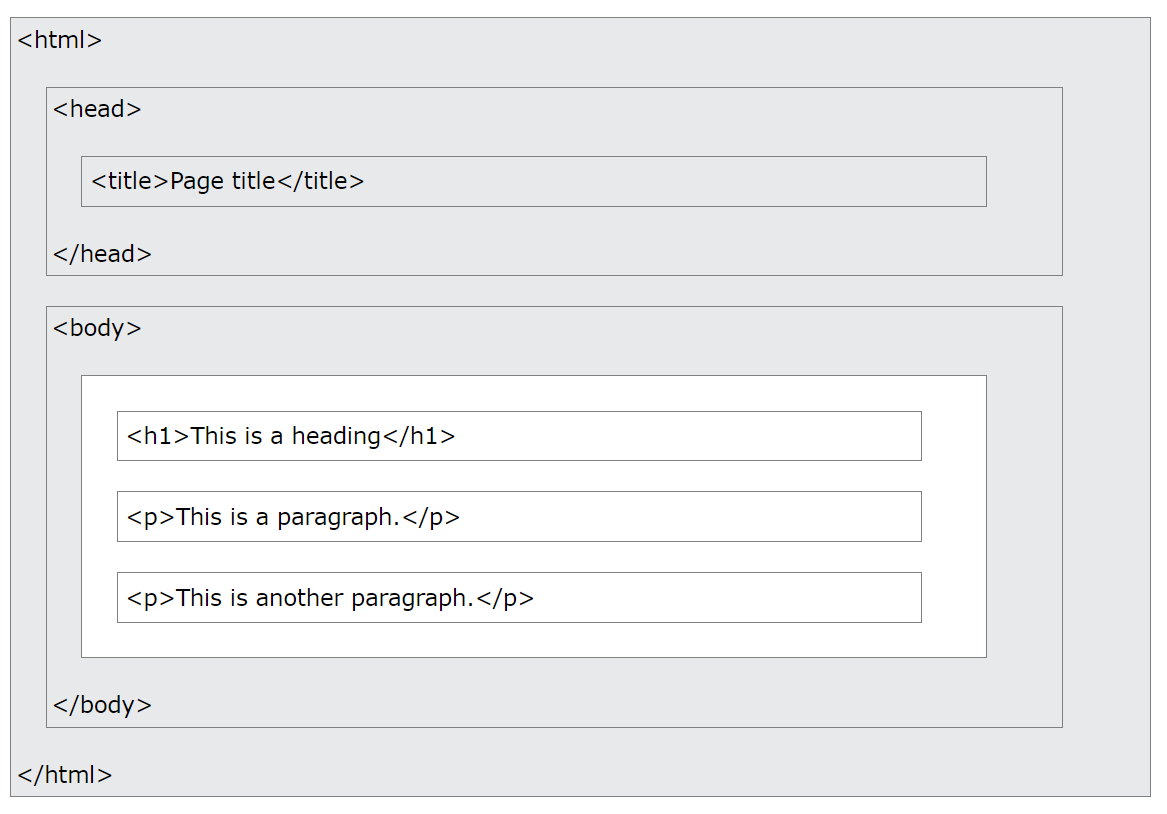 <html>
<head>
<title>Page title</title>
</head>
<body>
<h1>This is a heading</h1>
<p>This is a paragraph.</p>
<p>This is another paragraph.</p>
</body>
</html>